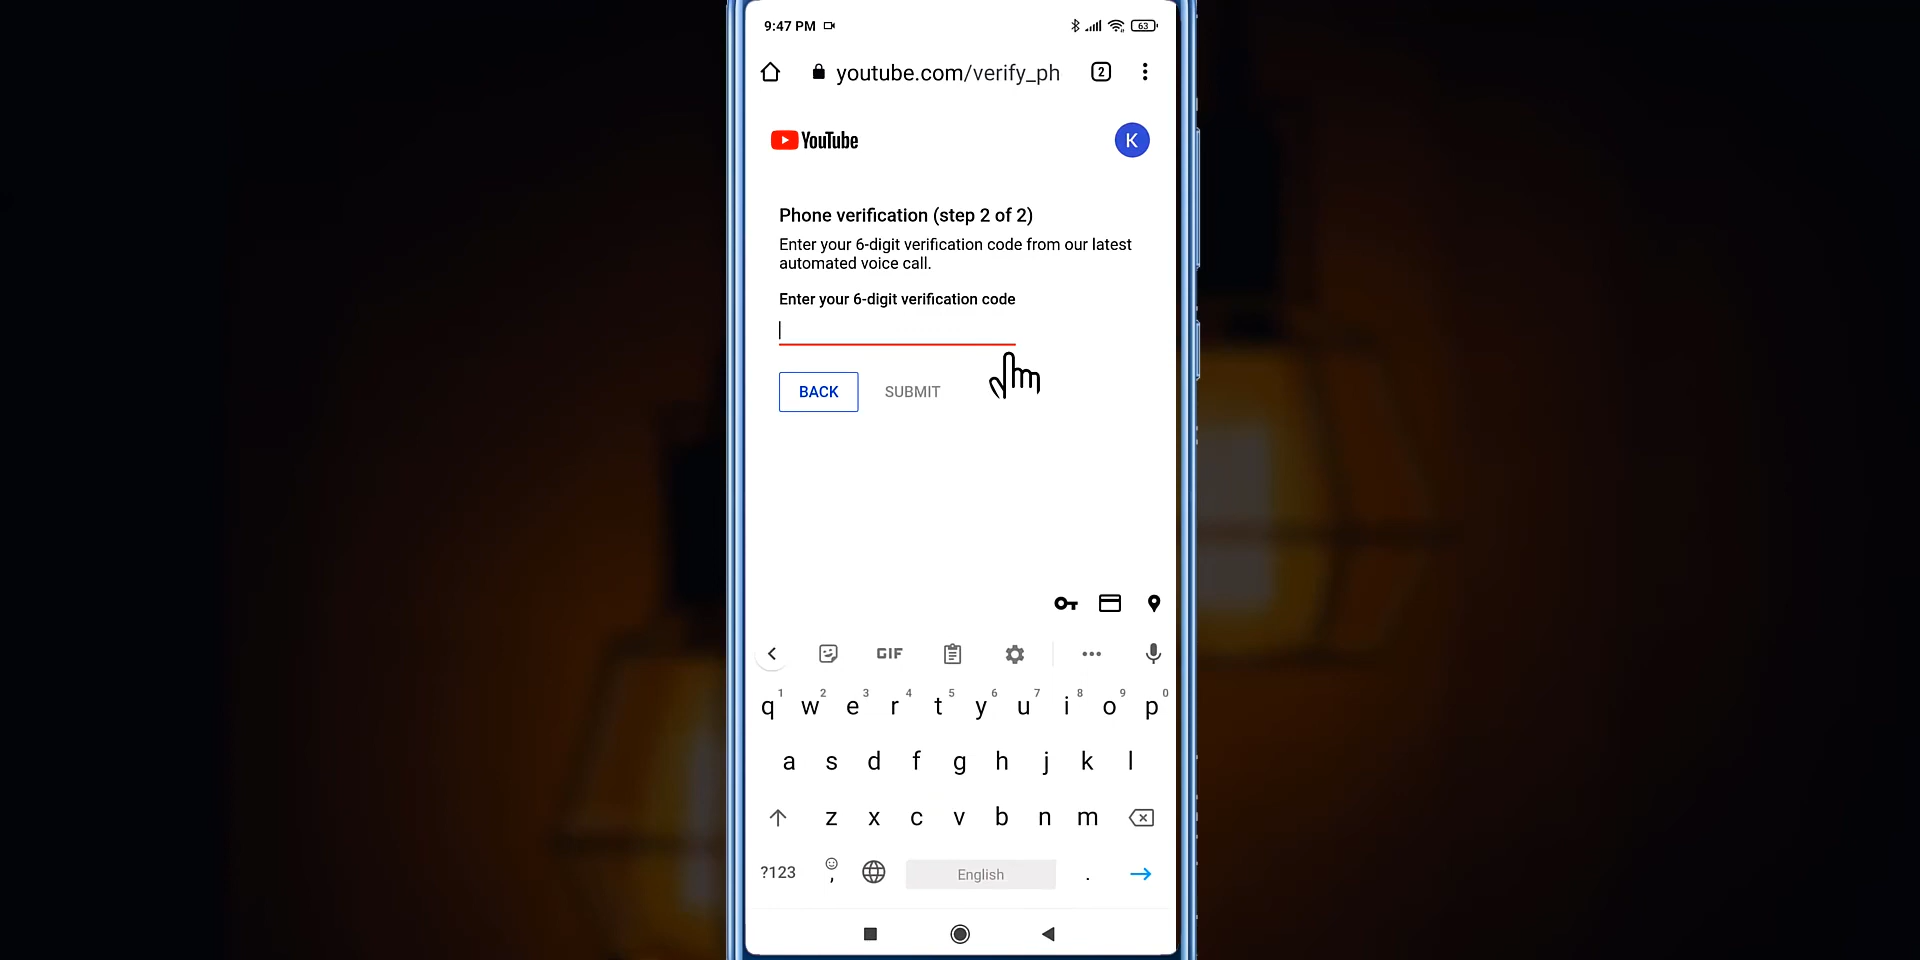 9:47 PM 63
youtube.com/verify_ph 2
YouTube K
Phone verification (step 2 of 2)
Enter your 6-digit verification code from our latest
automated voice call.
Enter your 6-digit verification code
BACK SUBMIT
GIF
1 2 3 4 5 6 7 8 9 0
q w e r t y u i o p
a s d f g h j k l
z x c v b n m
?123 , English .